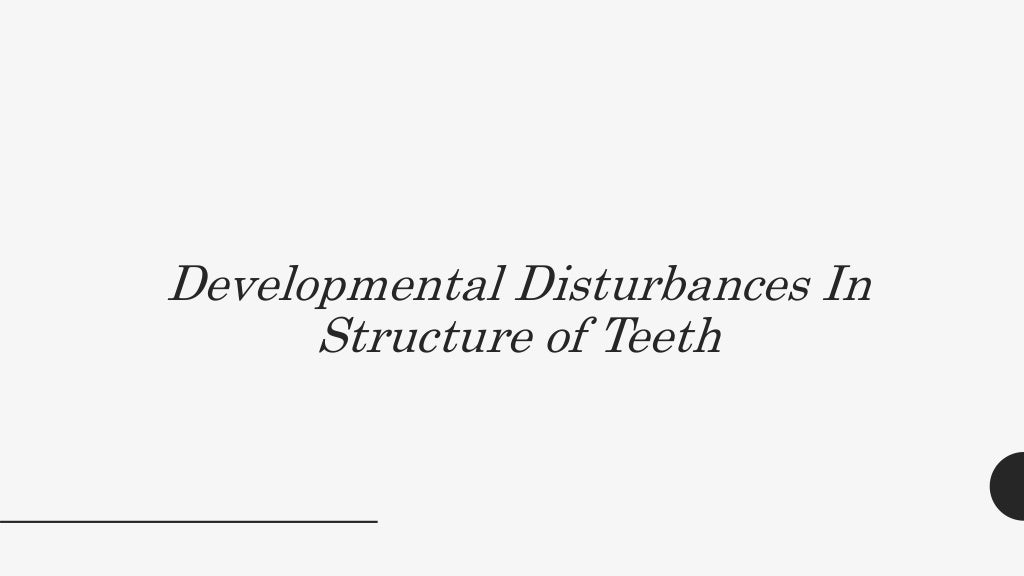 Developmental Disturbances In
Structure of Teeth